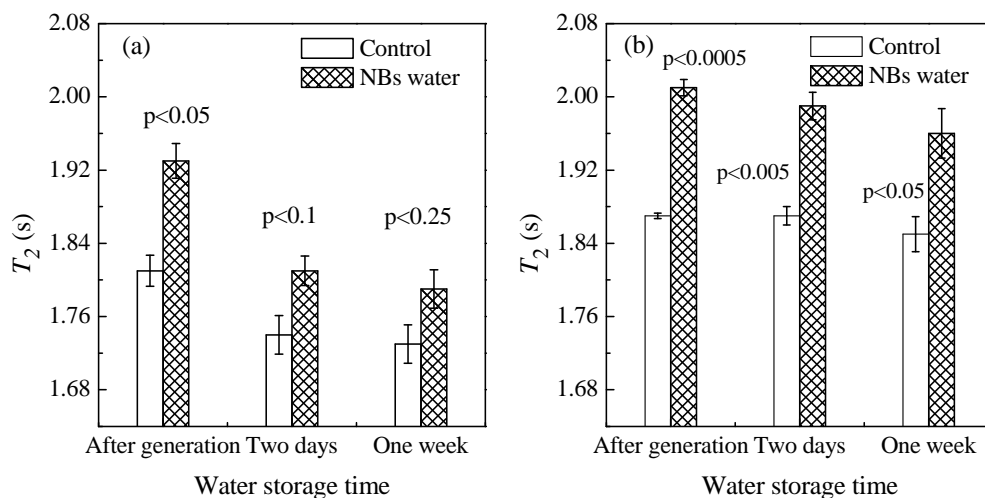 (a)
Control
NBs water
p<0.05
p<0.1
p<0.25
2.08
2.00
1.92
1.84
1.76
1.68
T2 (s)
After generation Two days One week
Water storage time
(b)
Control
NBs water
p<0.0005
p<0.005
p<0.05
2.08
2.00
1.92
1.84
1.76
1.68
T2 (s)
After generation Two days One week
Water storage time